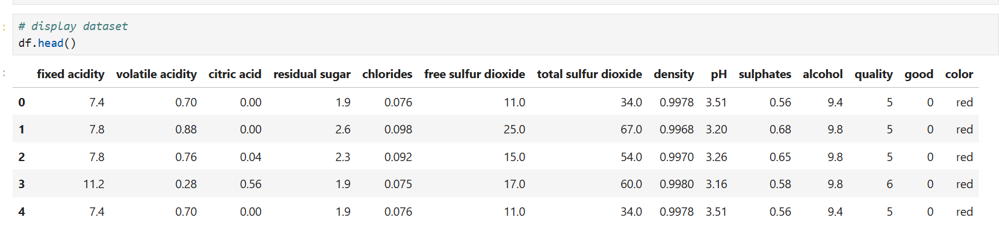 # display dataset
df.head()
fixed acidity volatile acidity citric acid residual sugar chlorides free sulfur dioxide total sulfur dioxide density pH sulphates alcohol quality good color
0 7.4 0.70 0.00 1.9 0.076 11.0 34.0 0.9978 3.51 0.56 9.4 5 0 red
1 7.8 0.88 0.00 2.6 0.098 25.0 67.0 0.9968 3.20 0.68 9.8 5 0 red
2 7.8 0.76 0.04 2.3 0.092 15.0 54.0 0.9970 3.26 0.65 9.8 5 0 red
3 11.2 0.28 0.56 1.9 0.075 17.0 60.0 0.9980 3.16 0.58 9.8 6 0 red
4 7.4 0.70 0.00 1.9 0.076 11.0 34.0 0.9978 3.51 0.56 9.4 5 0 red